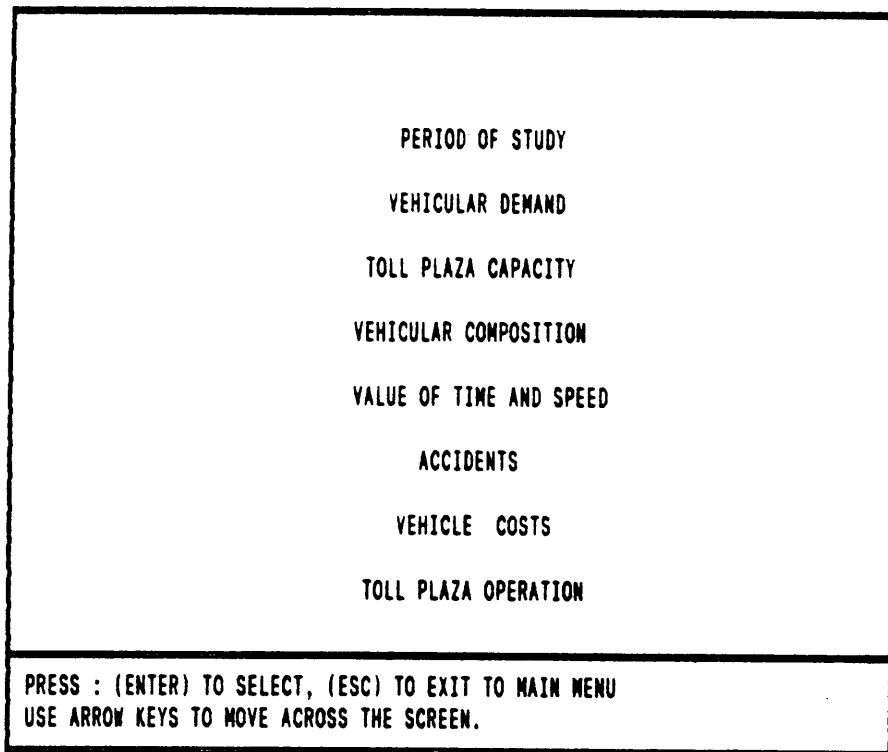 PERIOD OF STUDY
VEHICULAR DEMAND
TOLL PLAZA CAPACITY
VEHICULAR COMPOSITION
VALUE OF TIME AND SPEED
ACCIDENTS
VEHICLE COSTS
TOLL PLAZA OPERATION
PRESS : (ENTER) TO SELECT, (ESC) TO EXIT TO MAIN MENU
USE ARROW KEYS TO MOVE ACROSS THE SCREEN.